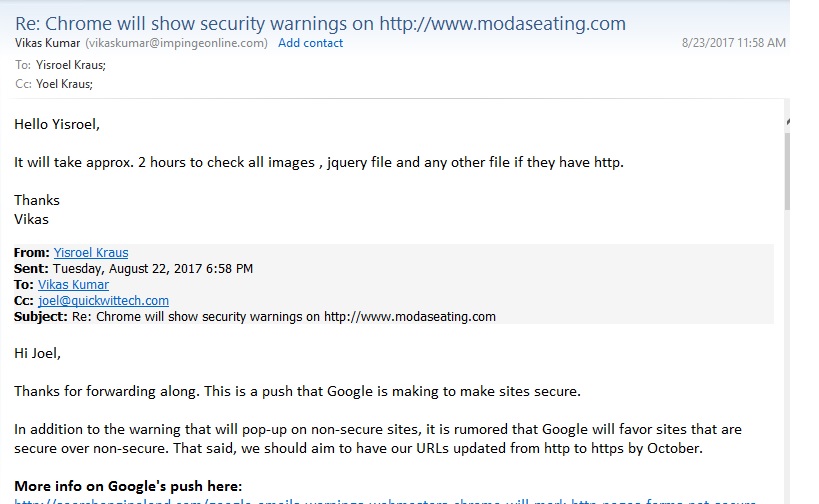 Re: Chrome will show security warnings on http://www.modaseating.com
Vikas Kumar (vikaskumar@impingeonline.com) Add contact 8/23/2017 11:58 AM
To: Yisroel Kraus;
Cc: Yoel Kraus;
Hello Yisroel,
It will take approx. 2 hours to check all images , jquery file and any other file if they have http.
Thanks
Vikas
From: Yisroel Kraus
Sent: Tuesday, August 22, 2017 6:58 PM
To: Vikas Kumar
Cc: joel@quickwittech.com
Subject: Re: Chrome will show security warnings on http://www.modaseating.com
Hi Joel,
Thanks for forwarding along. This is a push that Google is making to make sites secure.
In addition to the warning that will pop-up on non-secure sites, it is rumored that Google will favor sites that are
secure over non-secure. That said, we should aim to have our URLs updated from http to https by October.
More info on Google's push here: